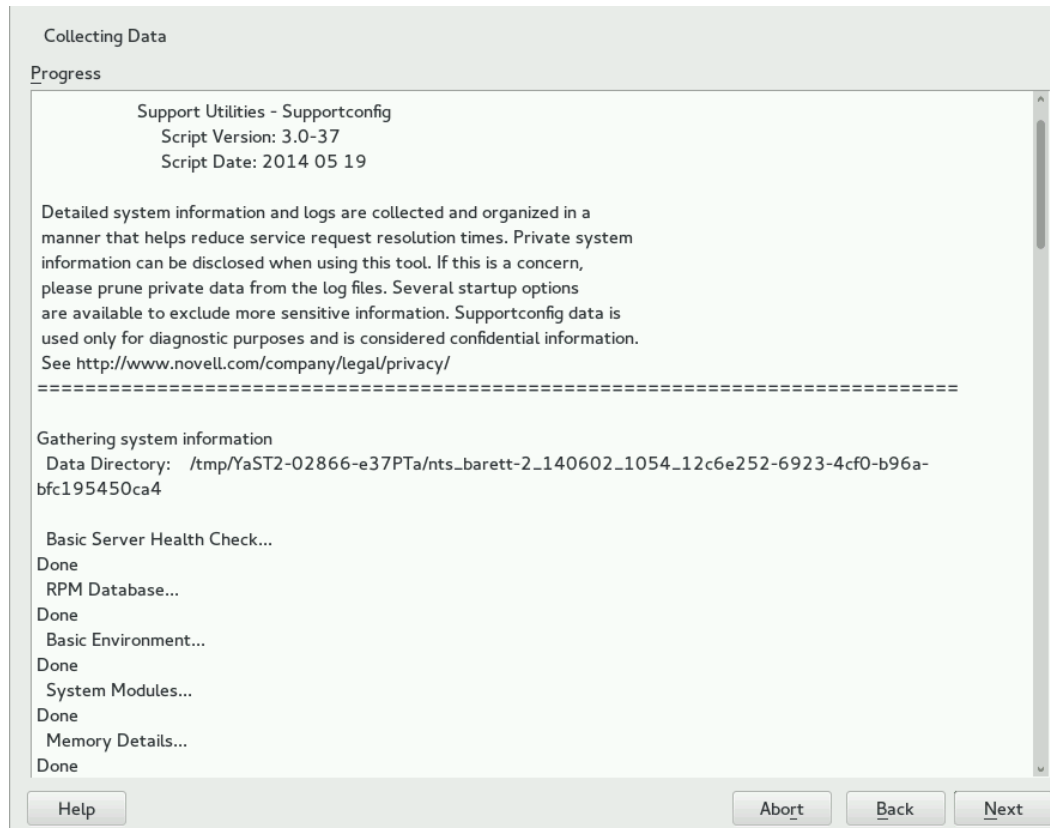 Collecting Data
Progress
Support Utilities - Supportconfig
Script Version: 3.0-37
Script Date: 2014 05 19
Detailed system information and logs are collected and organized in a
manner that helps reduce service request resolution times. Private system
information can be disclosed when using this tool. If this is a concern,
please prune private data from the log files. Several startup options
are available to exclude more sensitive information. Supportconfig data is
used only for diagnostic purposes and is considered confidential information.
See http://www.novell.com/company/legal/privacy/
=============================================================================
Gathering system information
Data Directory: /tmp/YaST2-02866-e37PTa/nts_barett-2_140602_1054_12c6e252-6923-4cf0-b96a-
bfc195450ca4
Basic Server Health Check...
Done
RPM Database...
Done
Basic Environment...
Done
System Modules...
Done
Memory Details...
Done
Help Abort Back Next